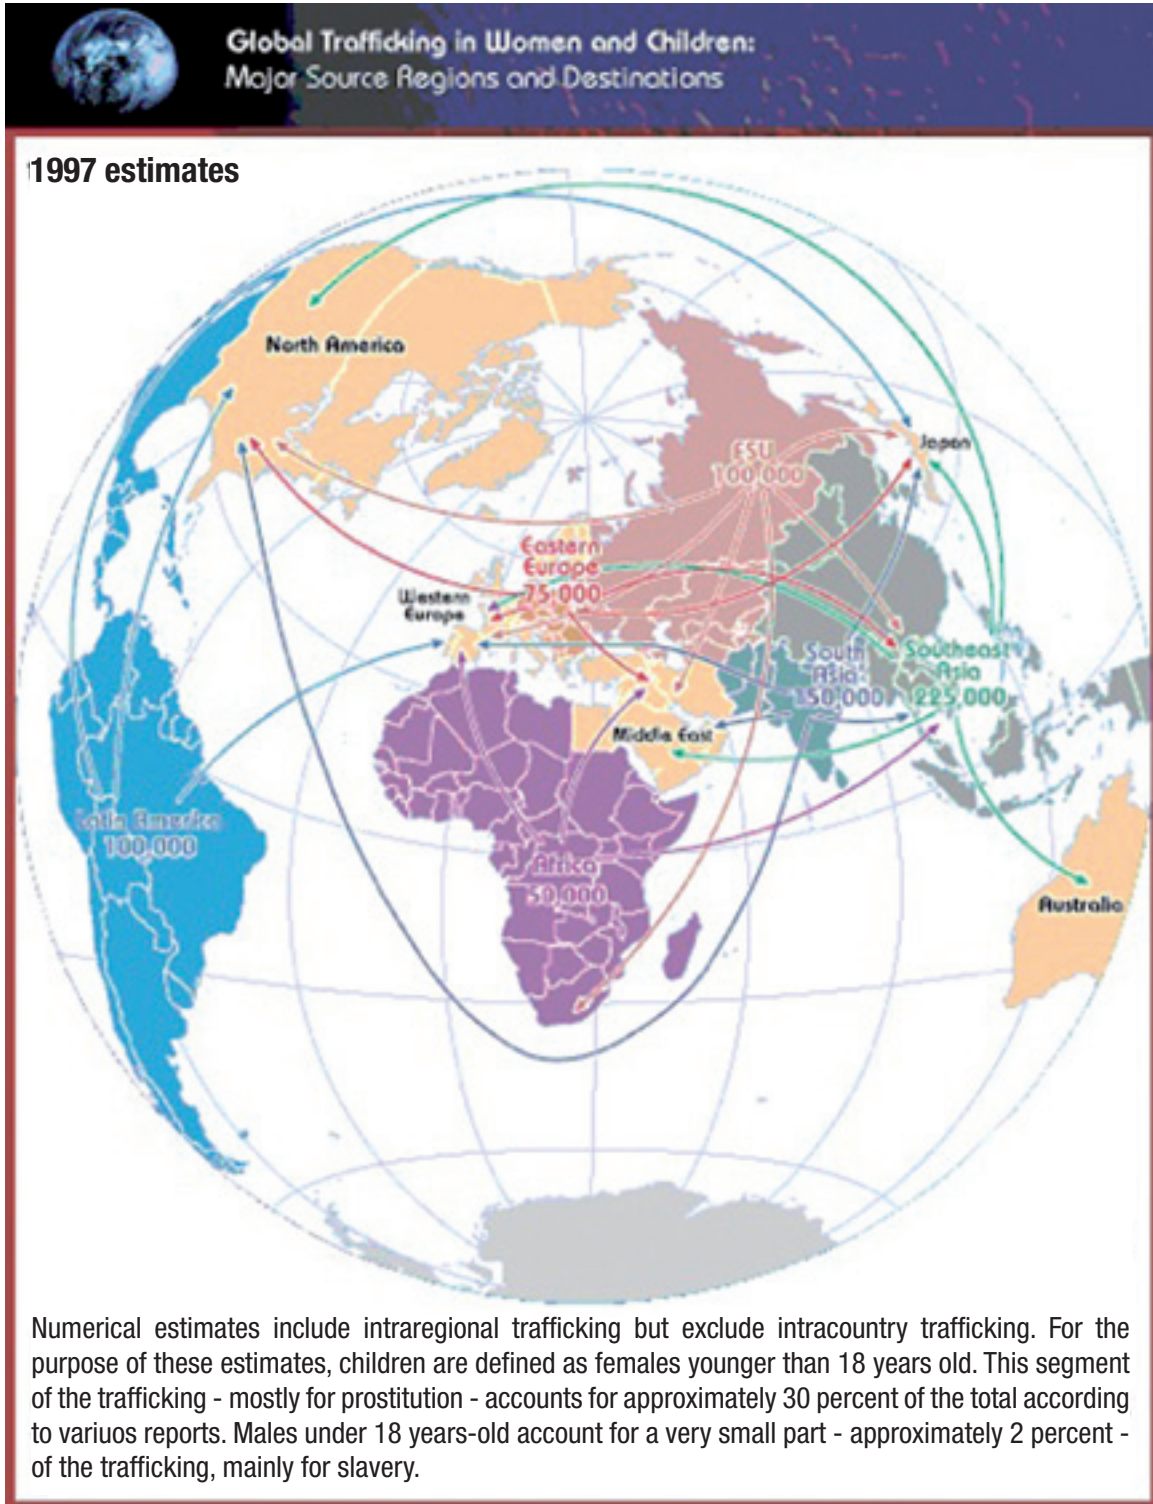 Global Trafficking in Women and Children:
Major Source Regions and Destinations
1997 estimates
North America
Japan
FSU
100,000
Eastern
Europe
75,000
Western
Europe
South
Asia
150,000
Southeast
Asia
225,000
Middle East
Latin America
100,000
Africa
50,000
Australia
Numerical estimates include intraregional trafficking but exclude intracountry trafficking. For the
purpose of these estimates, children are defined as females younger than 18 years old. This segment
of the trafficking - mostly for prostitution - accounts for approximately 30 percent of the total according
to variuos reports. Males under 18 years-old account for a very small part - approximately 2 percent -
of the trafficking, mainly for slavery.